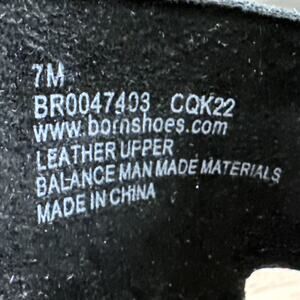 7M
BR0047403 CQK22
www.bornshoes.com
LEATHER UPPER
BALANCE MAN MADE MATERIALS
MADE IN CHINA